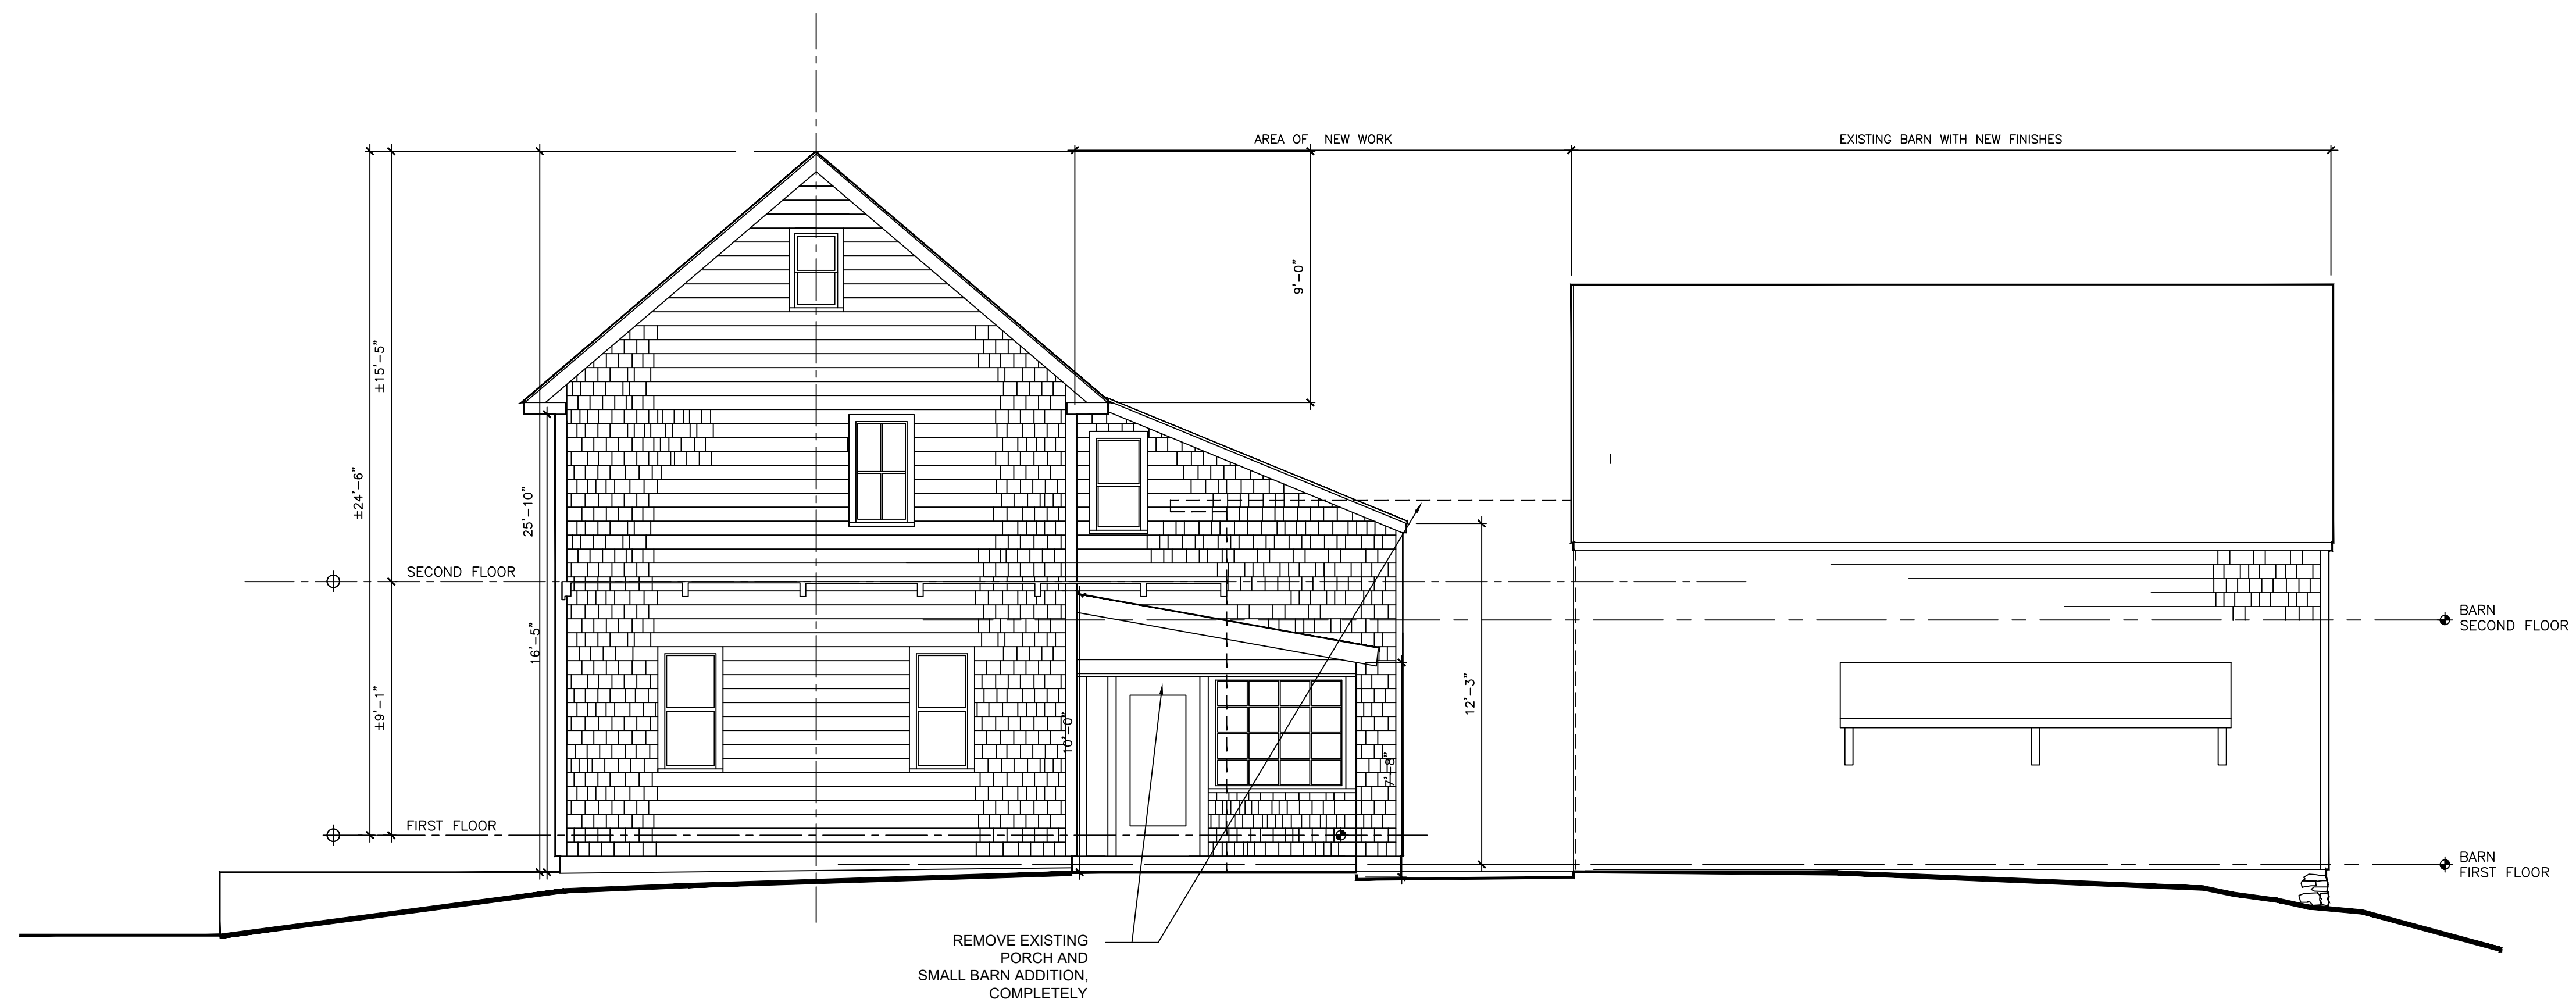 AREA OF NEW WORK
EXISTING BARN WITH NEW FINISHES
9'-0"
±15'-5"
±24'-6"
25'-10"
SECOND FLOOR
BARN
SECOND FLOOR
16'-5"
12'-3"
±9'-1"
10'-0"
7'-8"
FIRST FLOOR
BARN
FIRST FLOOR
REMOVE EXISTING
PORCH AND
SMALL BARN ADDITION,
COMPLETELY